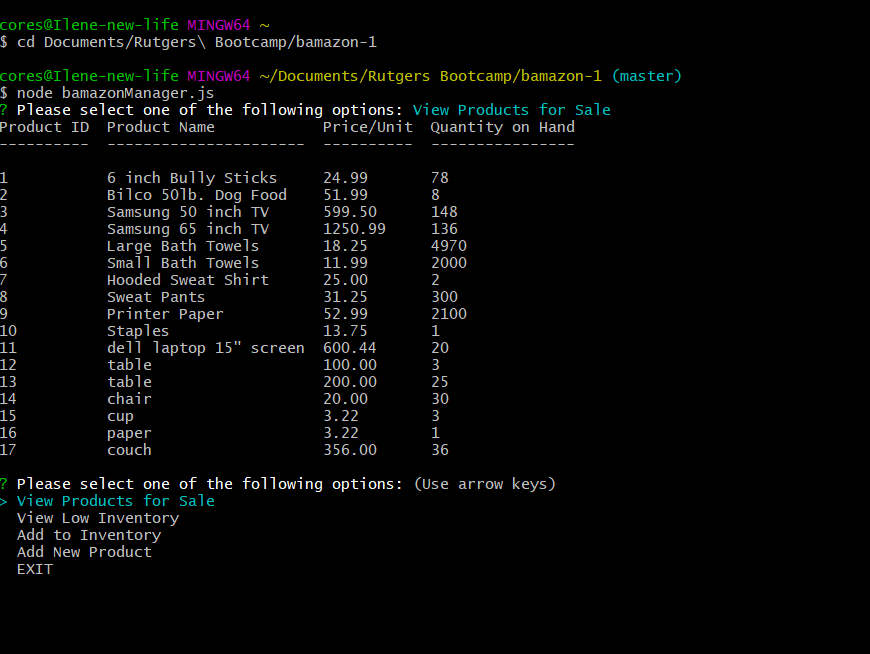 cores@Ilene-new-life MINGW64 ~
$ cd Documents/Rutgers\ Bootcamp/bamazon-1
cores@Ilene-new-life MINGW64 ~/Documents/Rutgers Bootcamp/bamazon-1 (master)
$ node bamazonManager.js
? Please select one of the following options: View Products for Sale
Product ID  Product Name            Price/Unit  Quantity on Hand
----------  ----------------------  ----------  ----------------
1           6 inch Bully Sticks     24.99       78
2           Bilco 50lb. Dog Food    51.99       8
3           Samsung 50 inch TV      599.50      148
4           Samsung 65 inch TV      1250.99     136
5           Large Bath Towels       18.25       4970
6           Small Bath Towels       11.99       2000
7           Hooded Sweat Shirt      25.00       2
8           Sweat Pants             31.25       300
9           Printer Paper           52.99       2100
10          Staples                 13.75       1
11          dell laptop 15" screen  600.44      20
12          table                   100.00      3
13          table                   200.00      25
14          chair                   20.00       30
15          cup                     3.22        3
16          paper                   3.22        1
17          couch                   356.00      36
? Please select one of the following options: (Use arrow keys)
> View Products for Sale
  View Low Inventory
  Add to Inventory
  Add New Product
  EXIT